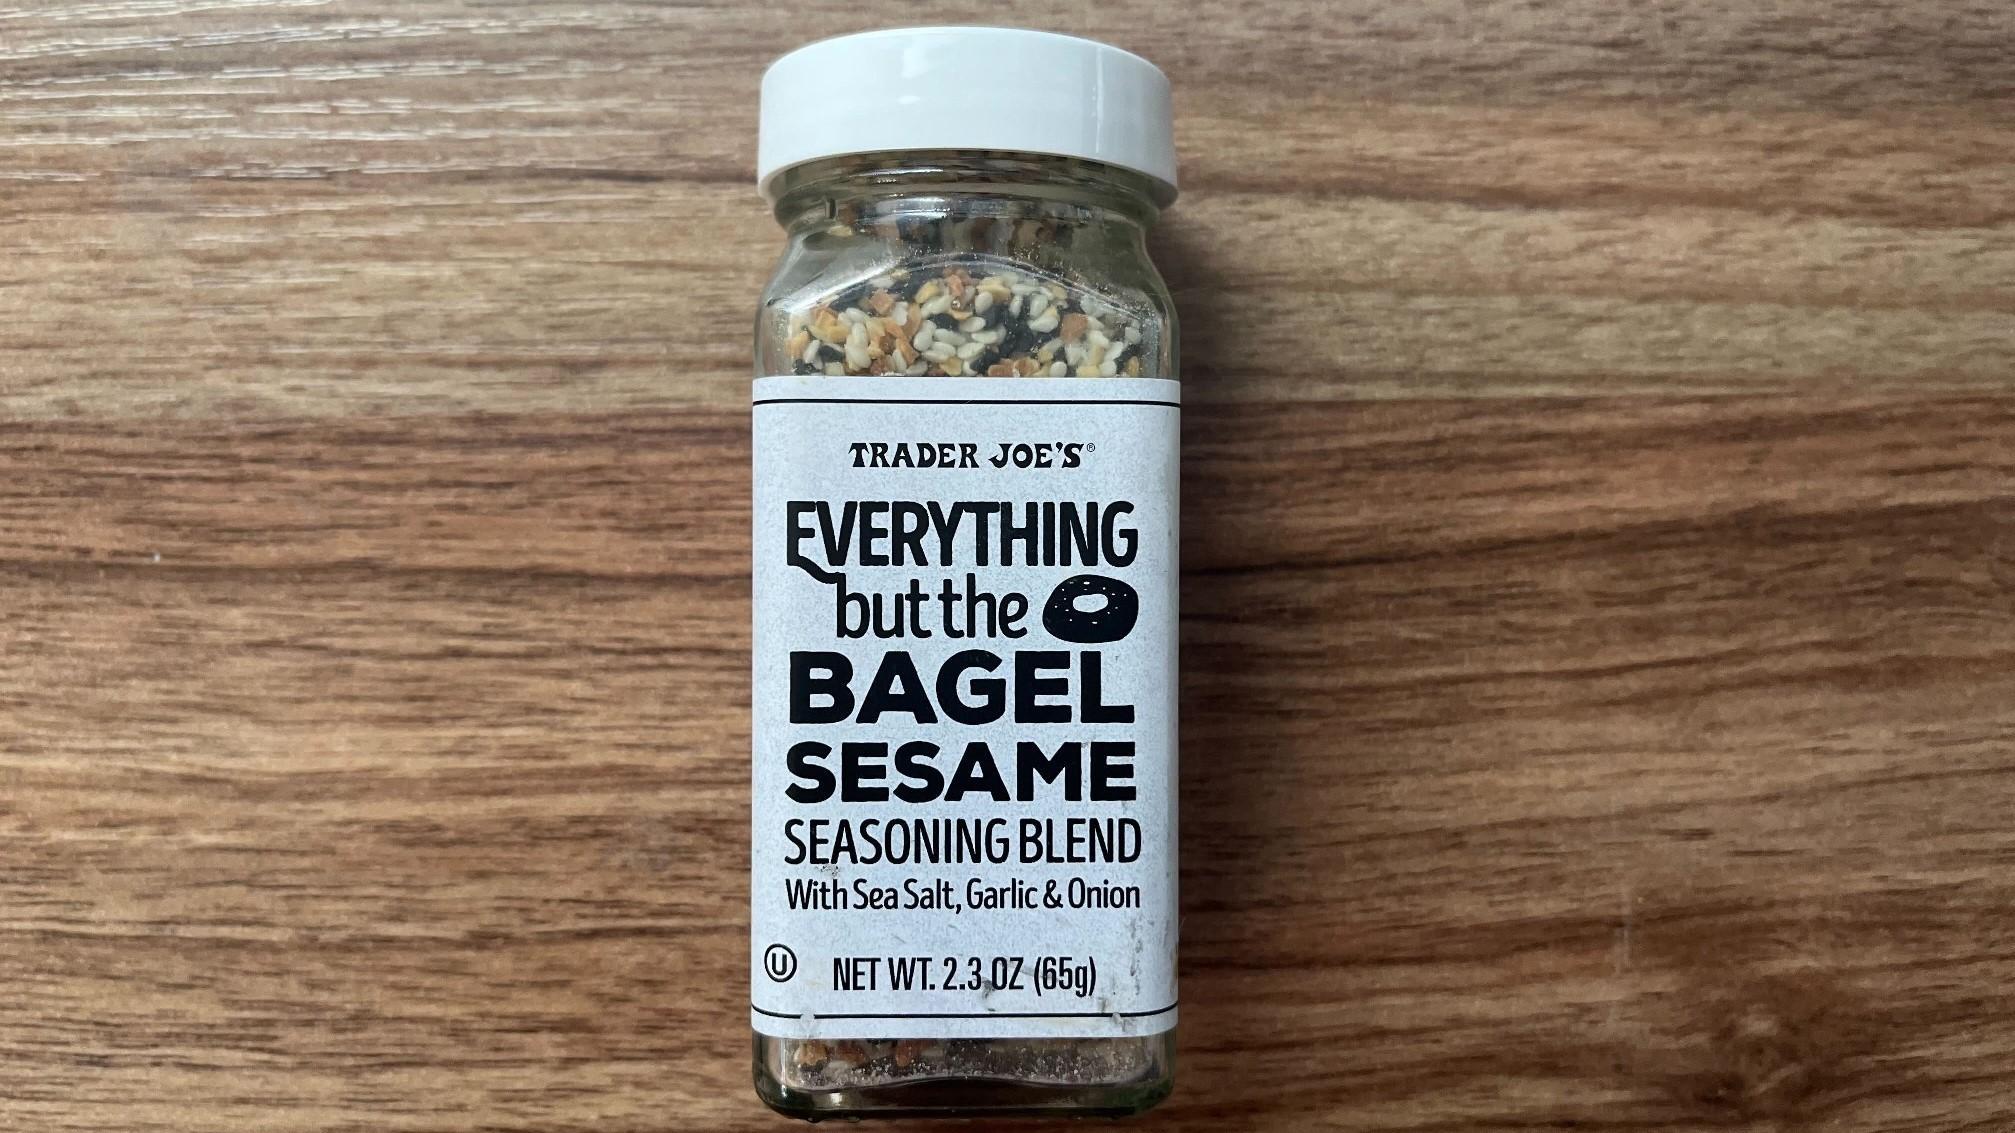 TRADER JOE'S®
EVERYTHING
but the
BAGEL
SESAME
SEASONING BLEND
With Sea Salt, Garlic & Onion
U NET WT. 2.3 OZ (65g)